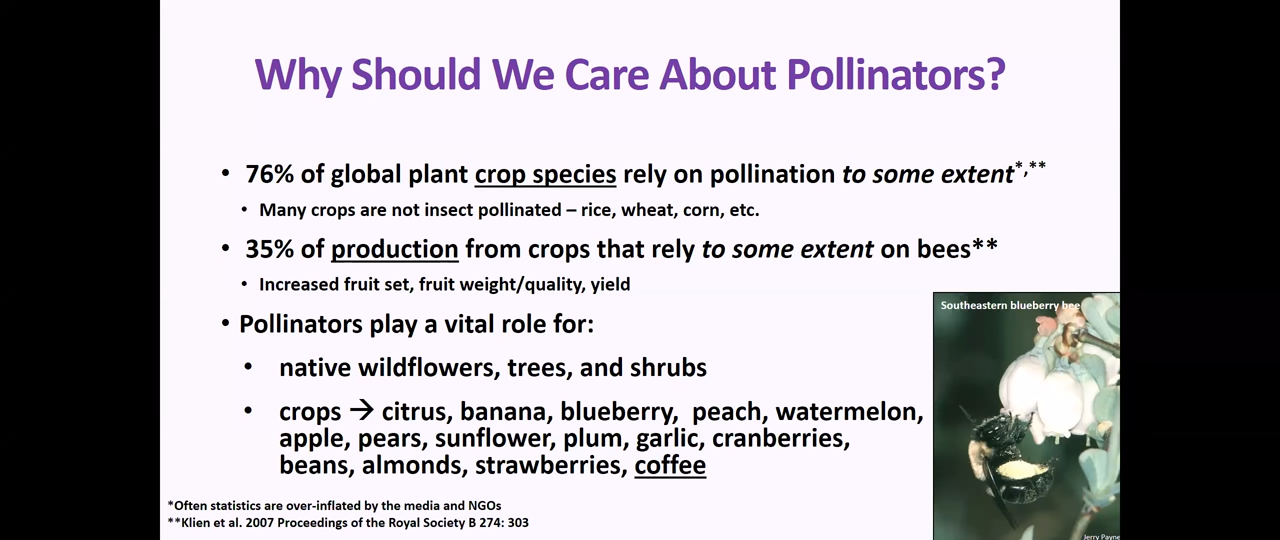 Why Should We Care About Pollinators?
• 76% of global plant crop species rely on pollination to some extent*,**
• Many crops are not insect pollinated – rice, wheat, corn, etc.
• 35% of production from crops that rely to some extent on bees**
• Increased fruit set, fruit weight/quality, yield
• Pollinators play a vital role for:
• native wildflowers, trees, and shrubs
• crops → citrus, banana, blueberry, peach, watermelon,
apple, pears, sunflower, plum, garlic, cranberries,
beans, almonds, strawberries, coffee
Southeastern blueberry bee
Jerry Payne
*Often statistics are over-inflated by the media and NGOs
**Klien et al. 2007 Proceedings of the Royal Society B 274: 303